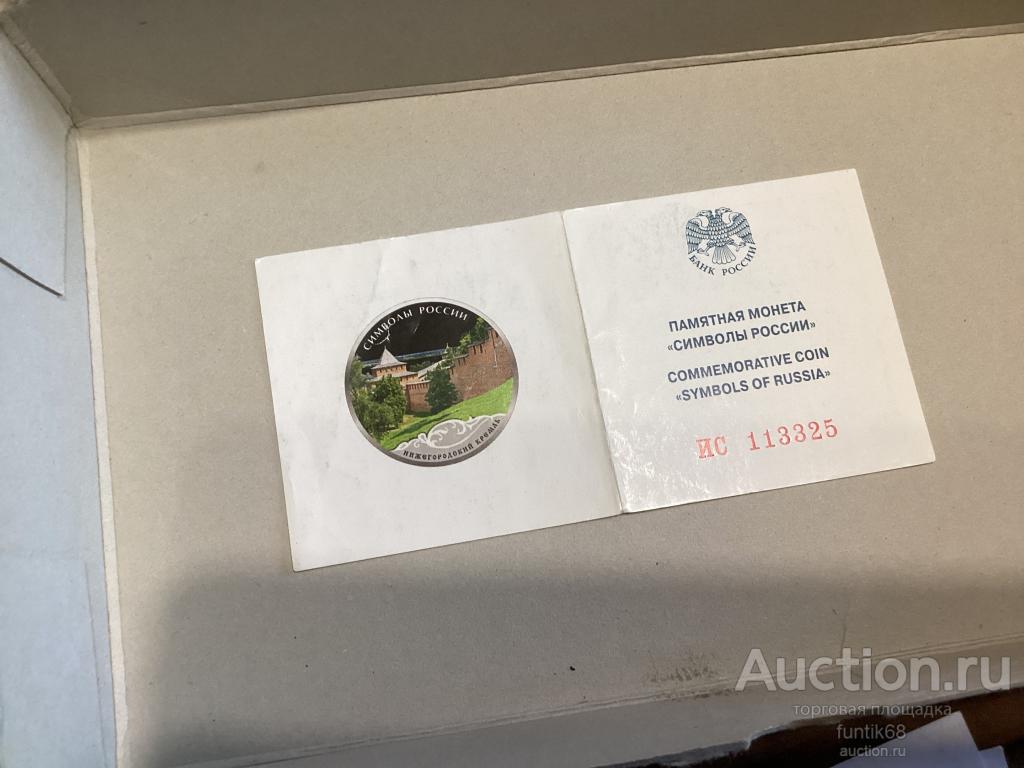 СИМВОЛЫ РОССИИ
НИЖЕГОРОДСКИЙ КРЕМЛЬ
БАНК РОССИИ
ПАМЯТНАЯ МОНЕТА
«СИМВОЛЫ РОССИИ»
COMMEMORATIVE COIN
«SYMBOLS OF RUSSIA»
ИС 113325
Auction.ru
торговая площадка
funtik68
auction.ru